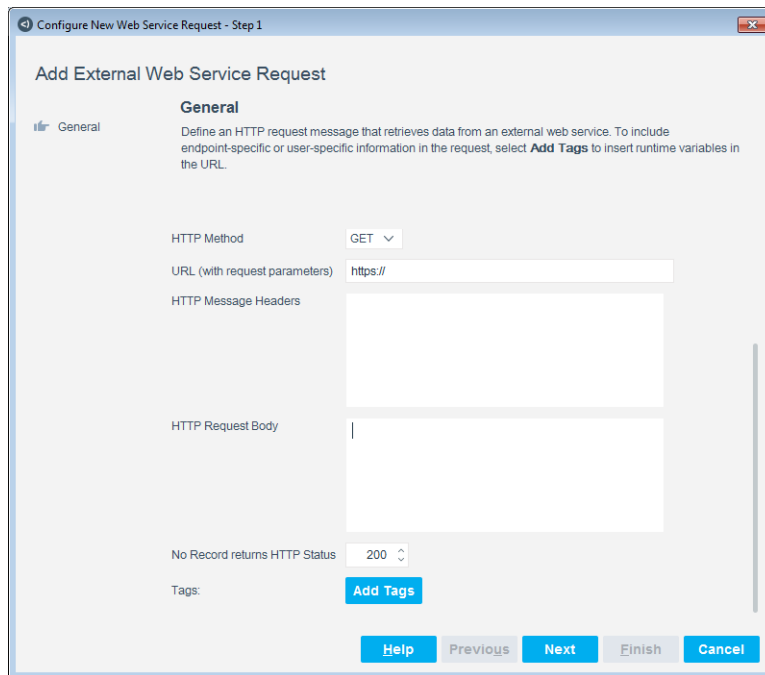 Configure New Web Service Request - Step 1
Add External Web Service Request
General
General
Define an HTTP request message that retrieves data from an external web service. To include
endpoint-specific or user-specific information in the request, select Add Tags to insert runtime variables in
the URL.
HTTP Method GET
URL (with request parameters) https://
HTTP Message Headers
HTTP Request Body
No Record returns HTTP Status 200
Tags: Add Tags
Help Previous Next Finish Cancel